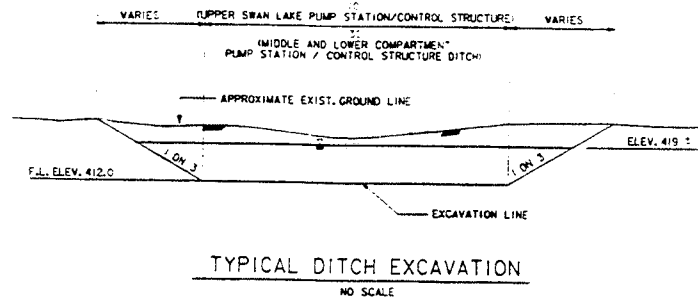 VARIES
(UPPER SWAN LAKE PUMP STATION/CONTROL STRUCTURE)
VARIES
(MIDDLE AND LOWER COMPARTMENT
PUMP STATION / CONTROL STRUCTURE DITCH)
APPROXIMATE EXIST. GROUND LINE
ELEV. 419.3
1 ON 3
1 ON 3
F.L. ELEV. 412.0
EXCAVATION LINE
TYPICAL DITCH EXCAVATION
NO SCALE